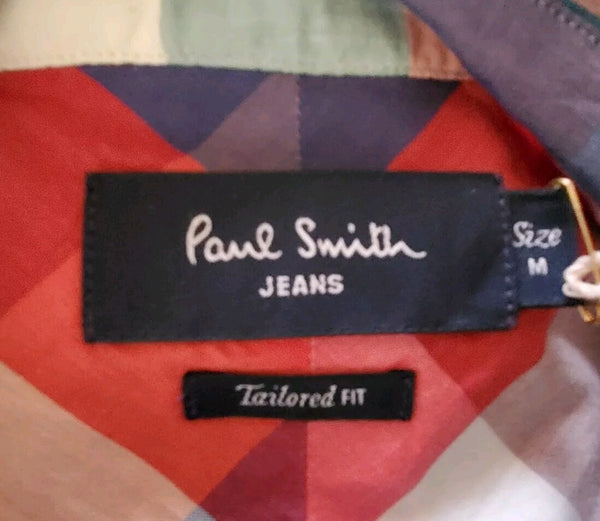 Paul Smith
JEANS
Size
M
Tailored FIT